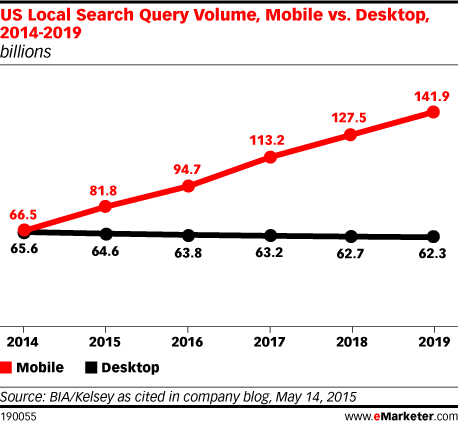 US Local Search Query Volume, Mobile vs. Desktop,
2014-2019
billions
141.9
127.5
113.2
94.7
81.8
66.5
65.6 64.6 63.8 63.2 62.7 62.3
2014 2015 2016 2017 2018 2019
Mobile Desktop
Source: BIA/Kelsey as cited in company blog, May 14, 2015
190055 www.eMarketer.com